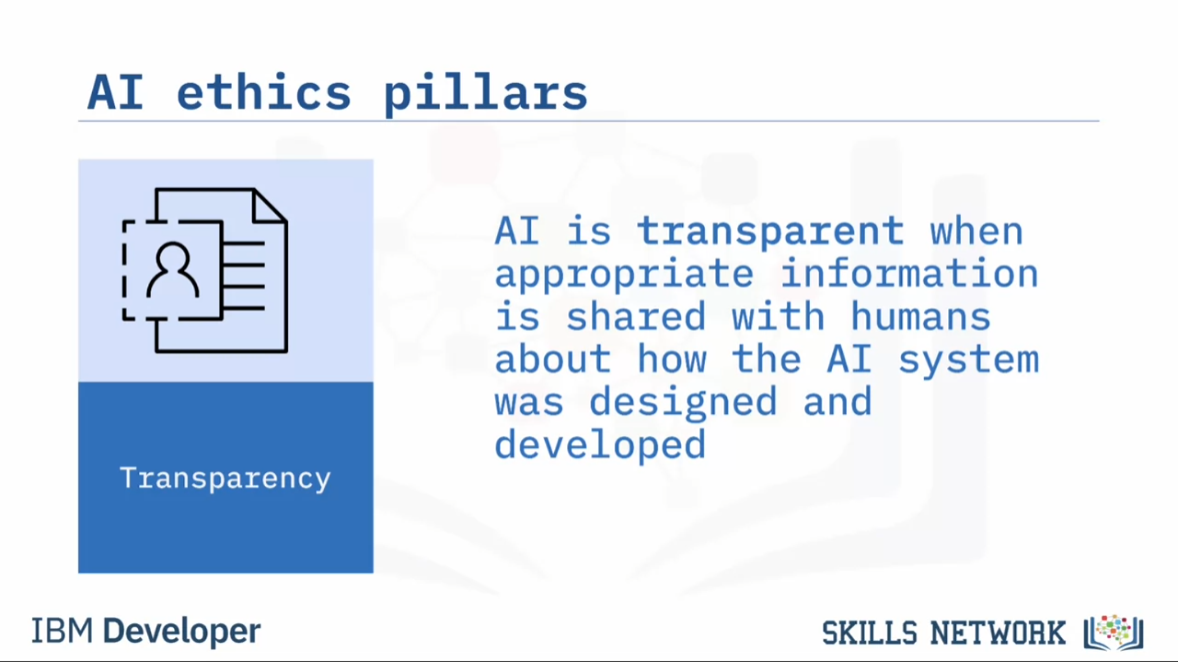 AI ethics pillars
AI is transparent when
appropriate information
is shared with humans
about how the AI system
was designed and
developed
Transparency
IBM Developer
SKILLS NETWORK